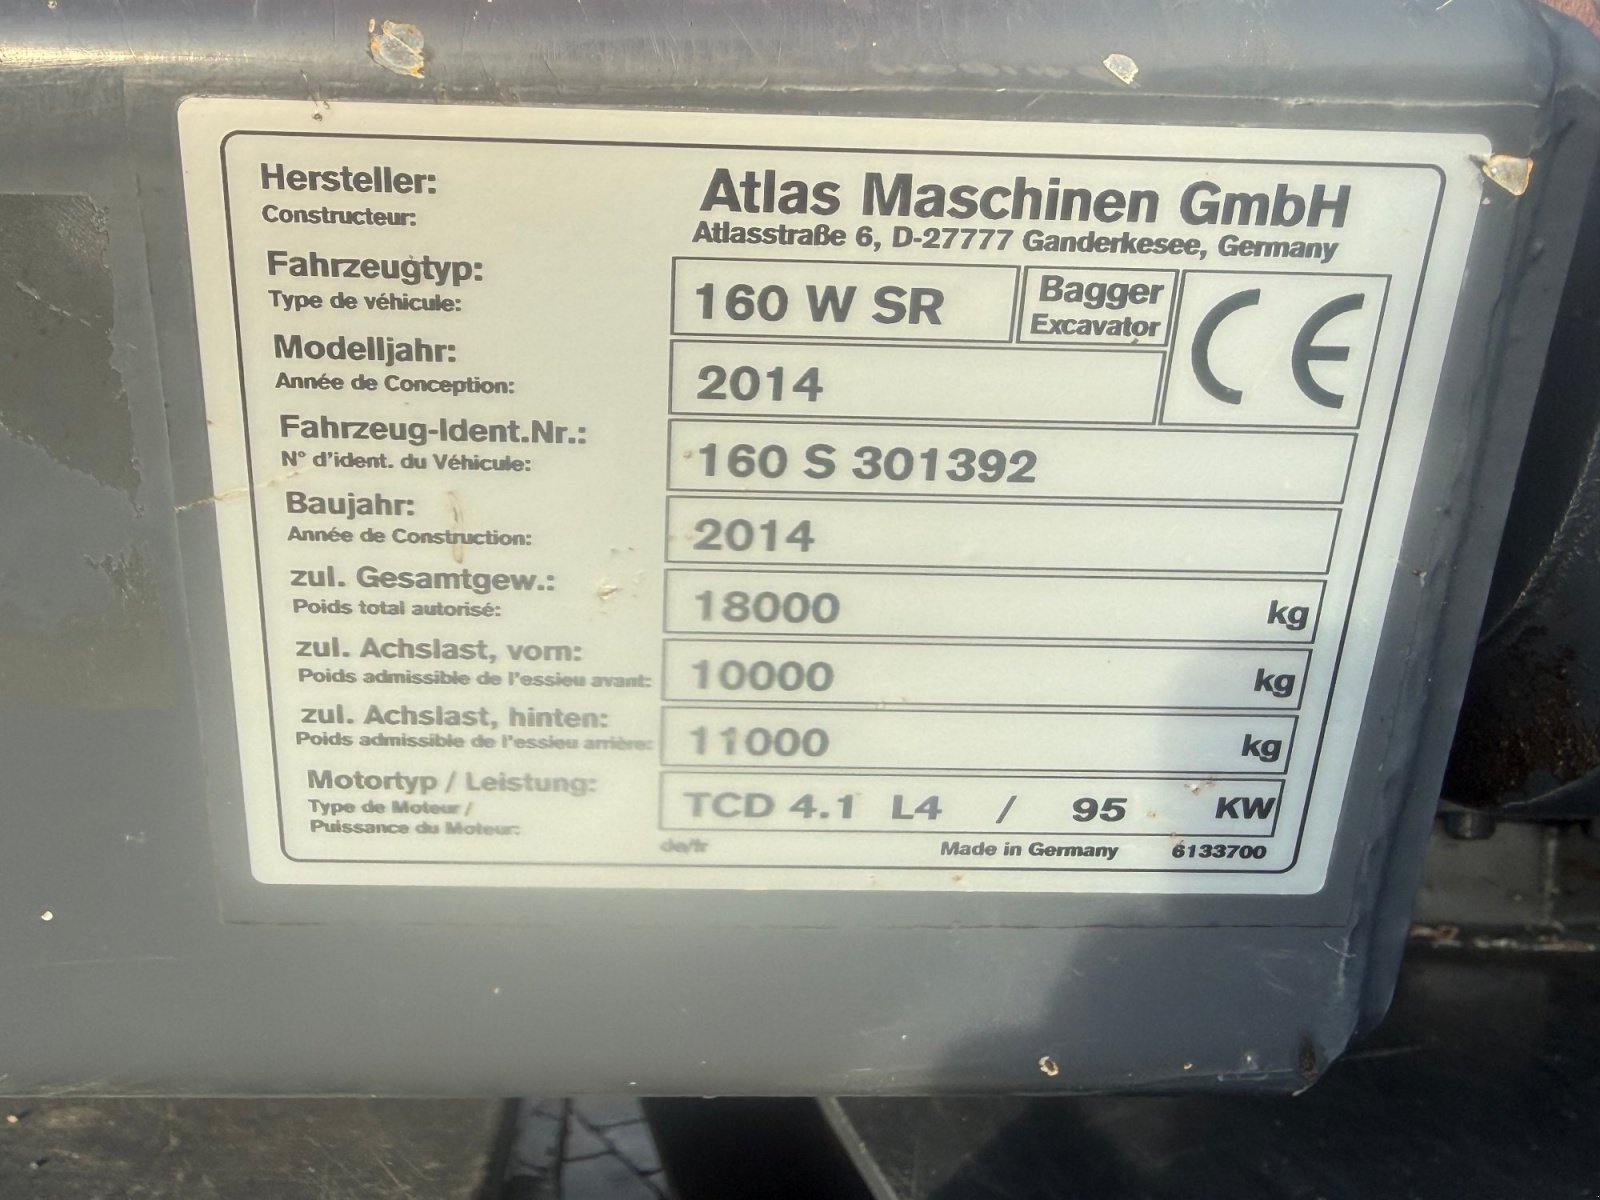 Hersteller: Atlas Maschinen GmbH
Constructeur: Atlasstraße 6, D-27777 Ganderkesee, Germany
Fahrzeugtyp: 160 W SR Bagger
Type de véhicule: Excavator
CE
Modelljahr: 2014
Année de Conception:
Fahrzeug-Ident.Nr.: 160 S 301392
N° d'ident. du Véhicule:
Baujahr: 2014
Année de Construction:
zul. Gesamtgew.: 18000 kg
Poids total autorisé:
zul. Achslast, vorn: 10000 kg
Poids admissible de l'essieu avant:
zul. Achslast, hinten: 11000 kg
Poids admissible de l'essieu arrière:
Motortyp / Leistung: TCD 4.1 L4 / 95 KW
Type de Moteur /
Puissance du Moteur:
de/fr Made in Germany 6133700